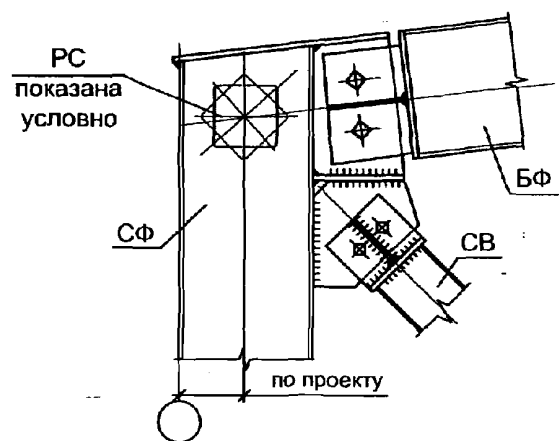 РС
показана
условно
БФ
СФ
СВ
по проекту